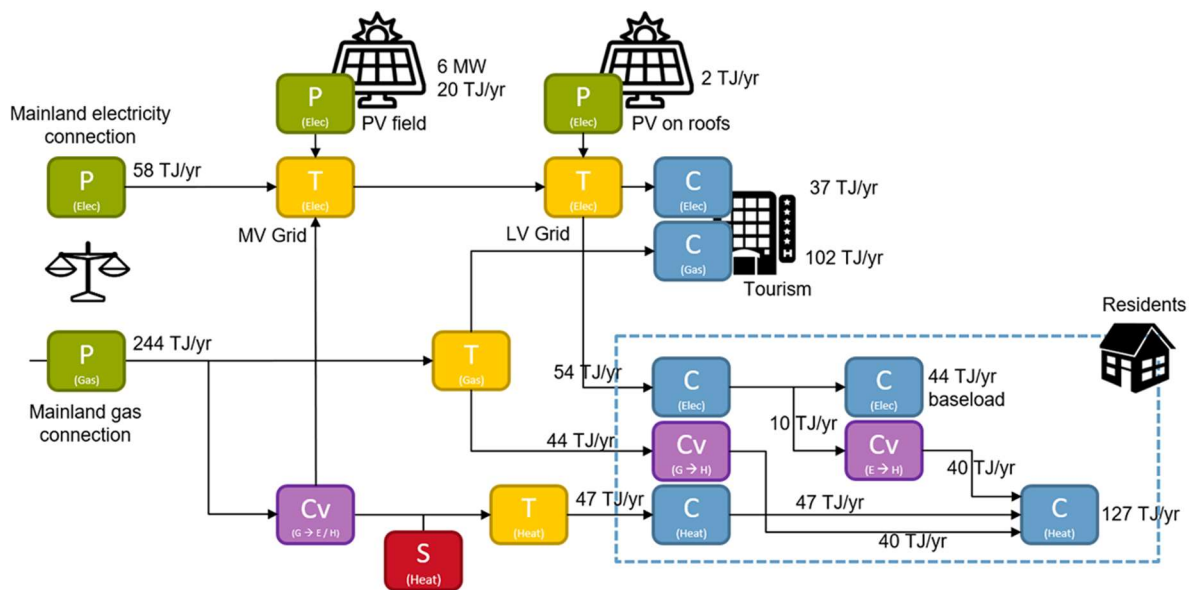 6 MW
20 TJ/yr
2 TJ/yr
P
(Elec)
PV field
P
(Elec)
PV on roofs
Mainland electricity
connection
58 TJ/yr
P
(Elec)
T
(Elec)
T
(Elec)
C
(Elec)
37 TJ/yr
MV Grid
LV Grid
C
(Gas)
H
102 TJ/yr
Tourism
Residents
244 TJ/yr
P
(Gas)
T
(Gas)
Mainland gas
connection
54 TJ/yr
C
(Elec)
C
(Elec)
44 TJ/yr
baseload
10 TJ/yr
44 TJ/yr
Cv
(G → H)
Cv
(E → H)
40 TJ/yr
Cv
(G → E / H)
T
(Heat)
47 TJ/yr
C
(Heat)
47 TJ/yr
C
(Heat)
127 TJ/yr
40 TJ/yr
S
(Heat)